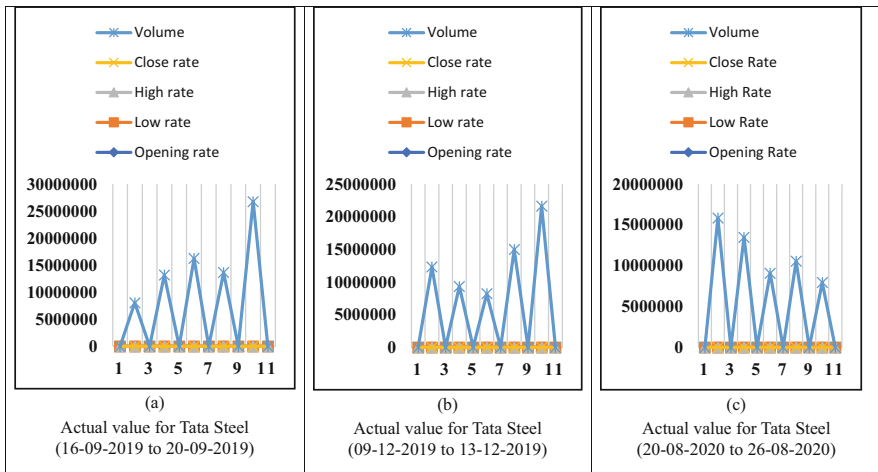 Volume
Close rate
High rate
Low rate
Opening rate
30000000
25000000
20000000
15000000
10000000
5000000
0
1 3 5 7 9 11
(a)
Actual value for Tata Steel
(16-09-2019 to 20-09-2019)
Volume
Close rate
High rate
Low rate
Opening rate
25000000
20000000
15000000
10000000
5000000
0
1 3 5 7 9 11
(b)
Actual value for Tata Steel
(09-12-2019 to 13-12-2019)
Volume
Close Rate
High Rate
Low Rate
Opening Rate
20000000
15000000
10000000
5000000
0
1 3 5 7 9 11
(c)
Actual value for Tata Steel
(20-08-2020 to 26-08-2020)